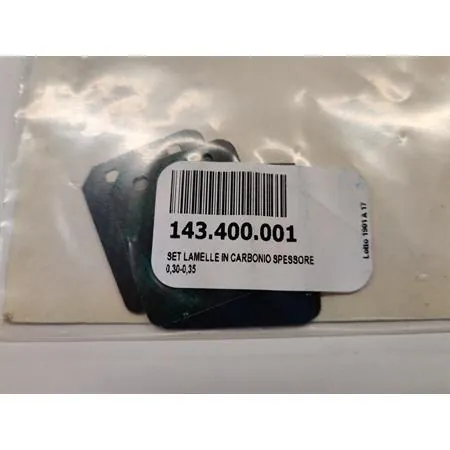 143.400.001
SET LAMELLE IN CARBONIO SPESSORE
0,30-0,35
Lotto 1901 A 17